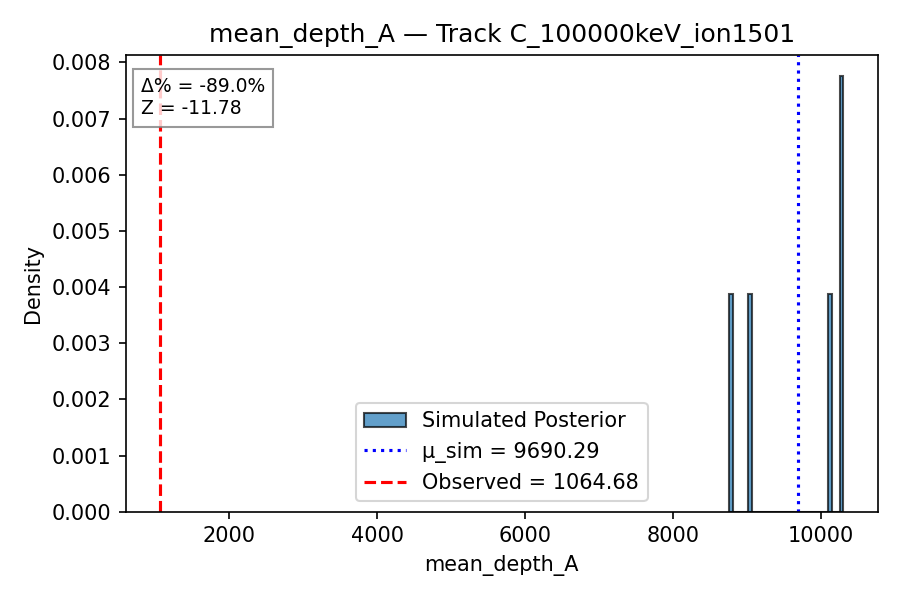 mean_depth_A — Track C_100000keV_ion1501
Δ% = -89.0%
Z = -11.78
0.008
0.007
0.006
0.005
0.004
0.003
0.002
0.001
0.000
Density
Simulated Posterior
μ_sim = 9690.29
Observed = 1064.68
2000 4000 6000 8000 10000
mean_depth_A